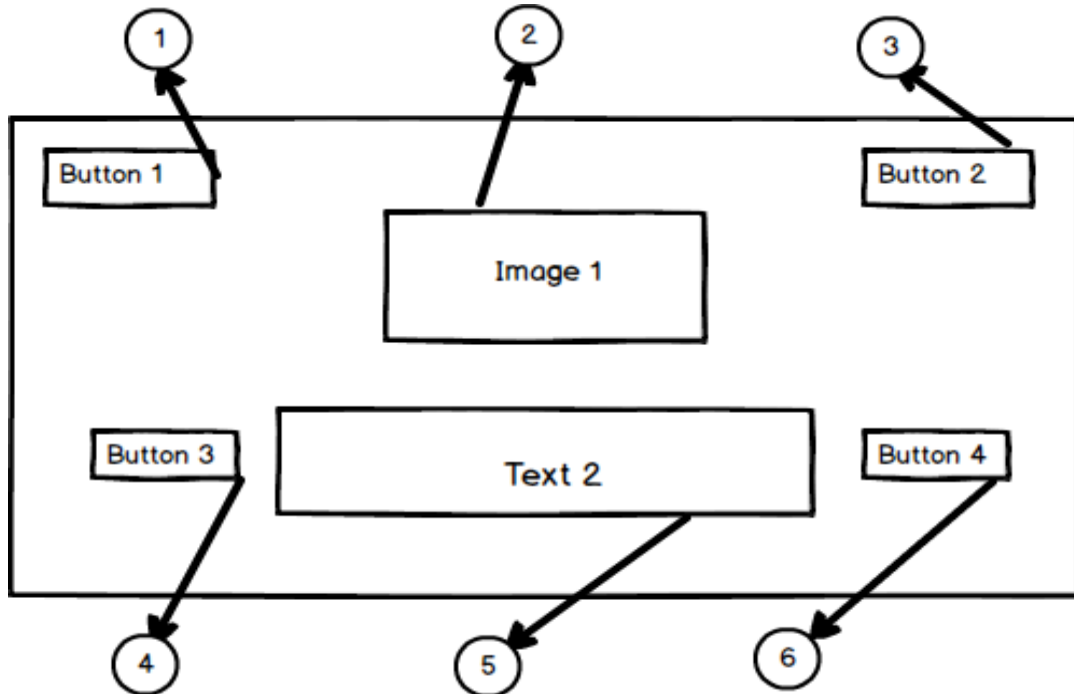 1
2
3
Button 1
Button 2
Image 1
Button 3
Text 2
Button 4
4
5
6